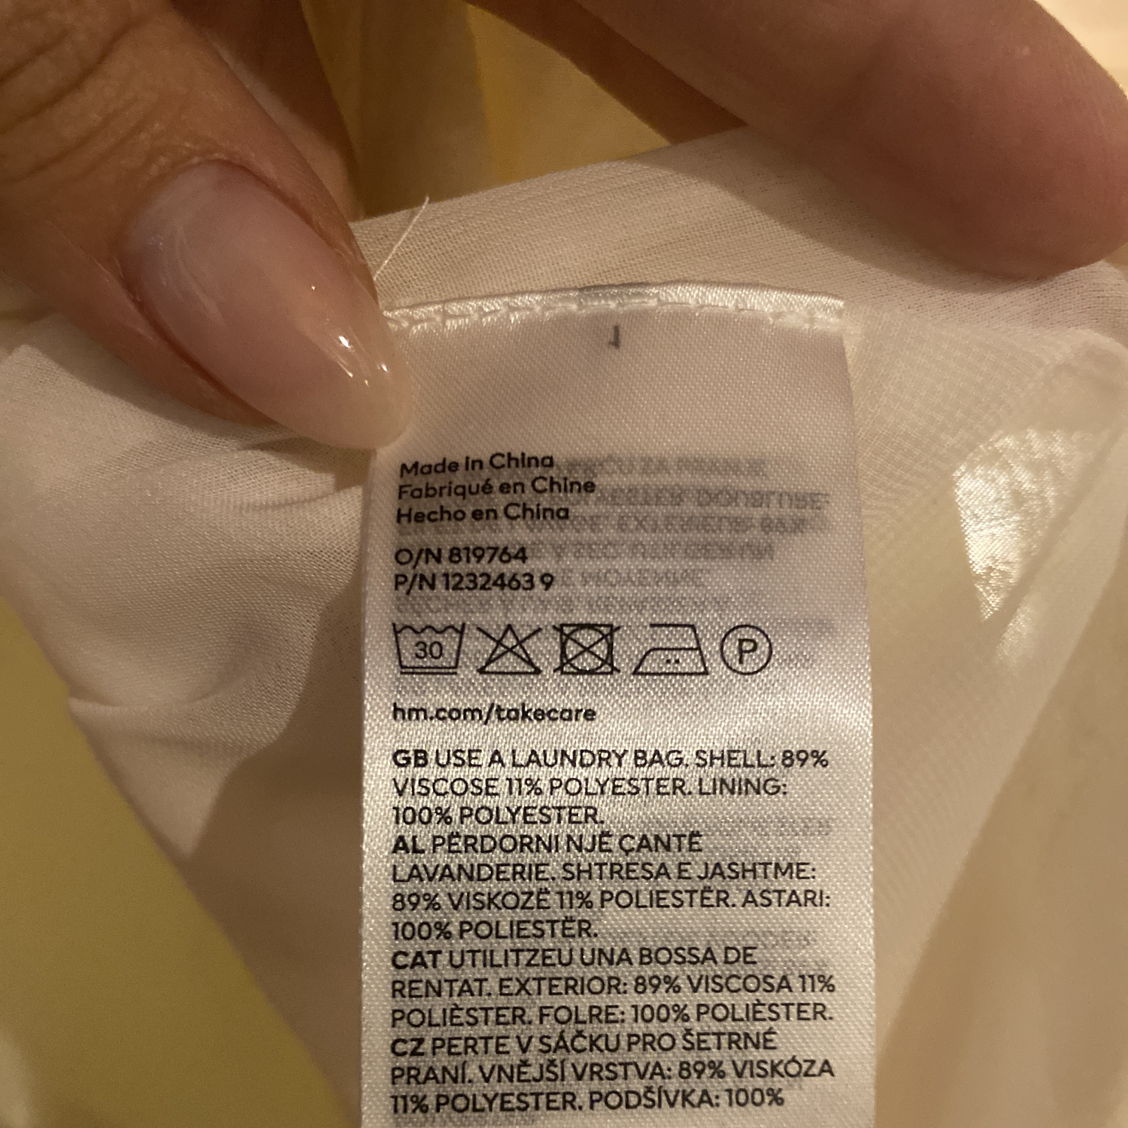 Made in China
Fabriqué en Chine
Hecho en China
O/N 819764
P/N 1232463 9
30
P
hm.com/takecare
GB USE A LAUNDRY BAG. SHELL: 89%
VISCOSE 11% POLYESTER. LINING:
100% POLYESTER.
AL PËRDORNI NJË ÇANTË
LAVANDERIE. SHTRESA E JASHTME:
89% VISKOZË 11% POLIESTËR. ASTARI:
100% POLIESTËR.
CAT UTILITZEU UNA BOSSA DE
RENTAT. EXTERIOR: 89% VISCOSA 11%
POLIÈSTER. FOLRE: 100% POLIÈSTER.
CZ PERTE V SÁČKU PRO ŠETRNÉ
PRANÍ. VNĚJŠÍ VRSTVA: 89% VISKÓZA
11% POLYESTER. PODŠÍVKA: 100%